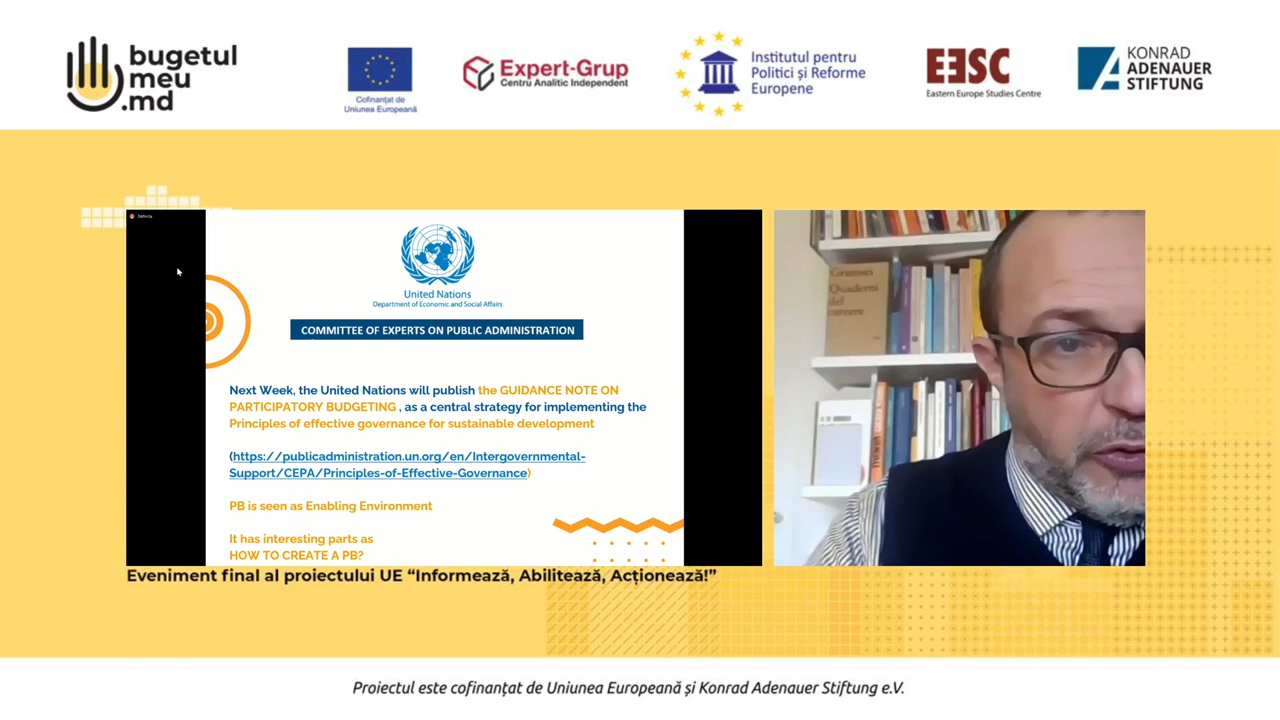 bugetul
meu
.md
Cofinanțat de
Uniunea Europeană
Expert-Grup
Centru Analitic Independent
Institutul pentru
Politici și Reforme
Europene
EESC
Eastern Europe Studies Centre
KONRAD
ADENAUER
STIFTUNG
United Nations
Department of Economic and Social Affairs
COMMITTEE OF EXPERTS ON PUBLIC ADMINISTRATION
Next Week, the United Nations will publish the GUIDANCE NOTE ON
PARTICIPATORY BUDGETING , as a central strategy for implementing the
Principles of effective governance for sustainable development
(https://publicadministration.un.org/en/Intergovernmental-
Support/CEPA/Principles-of-Effective-Governance)
PB is seen as Enabling Environment
It has interesting parts as
HOW TO CREATE A PB?
Gramsci
Quaderni
del
carcere
Eveniment final al proiectului UE “Informează, Abilitează, Acționează!”
Proiectul este cofinanțat de Uniunea Europeană și Konrad Adenauer Stiftung e.V.